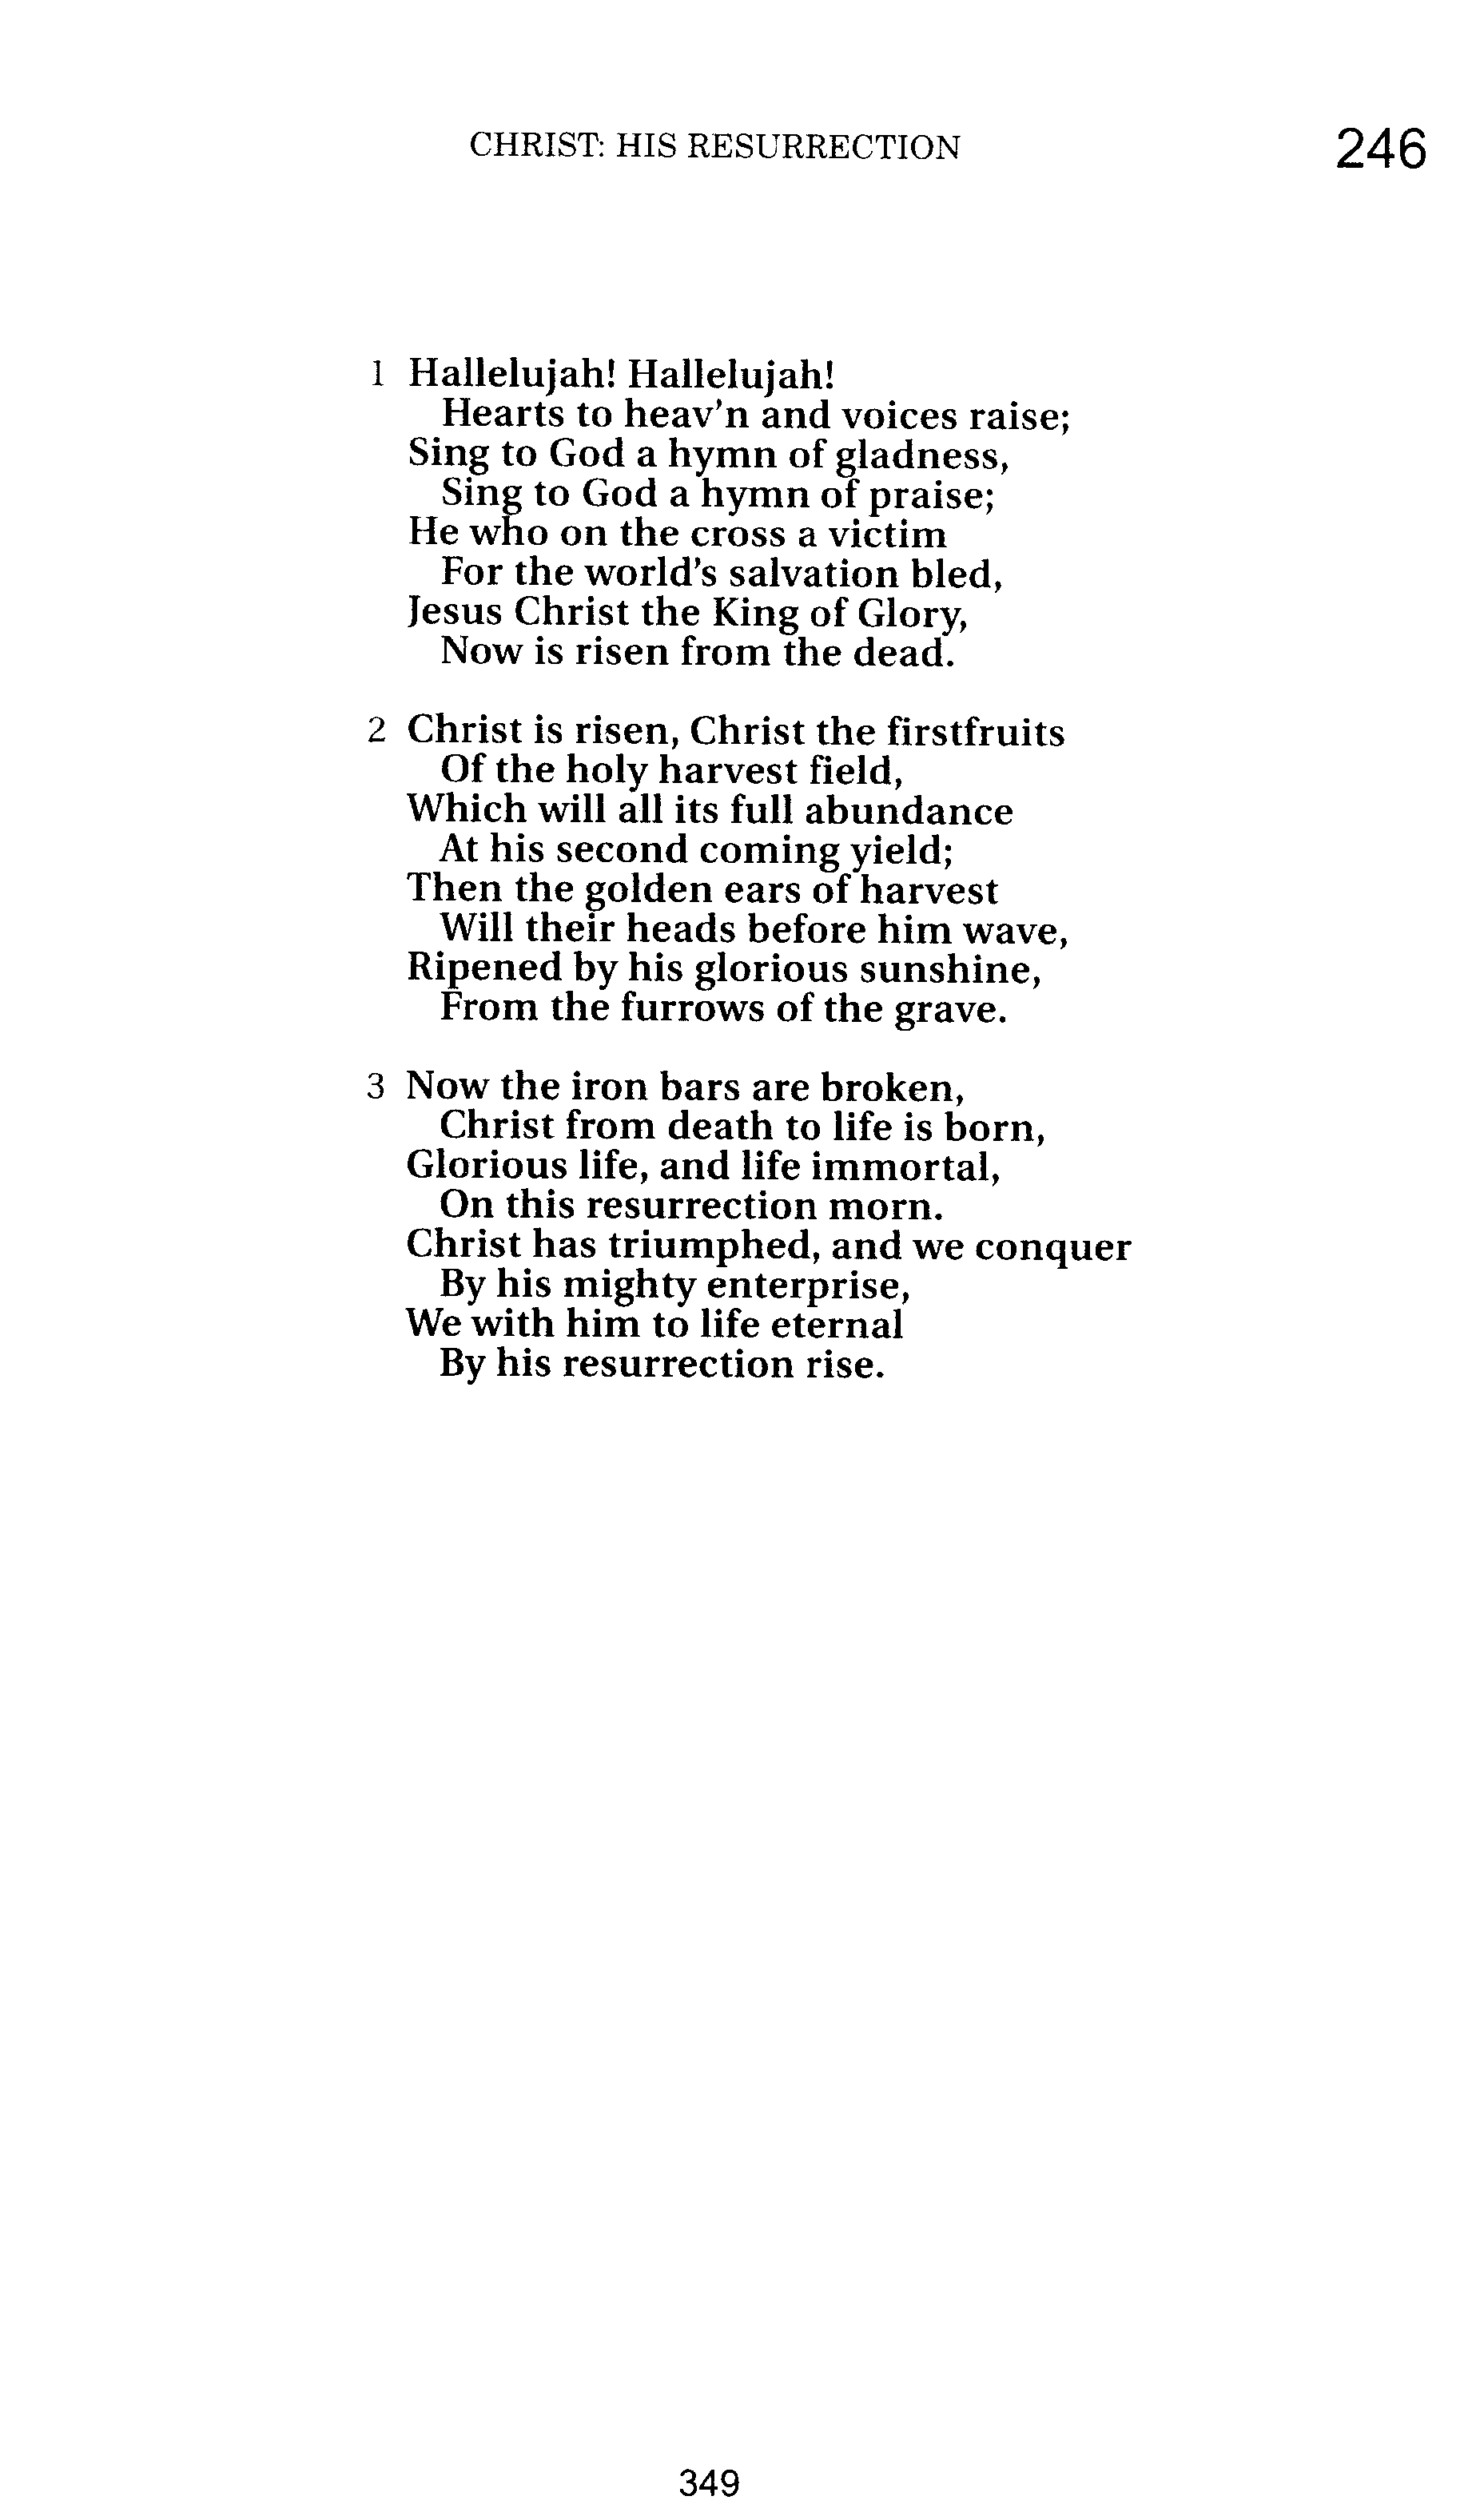 CHRIST: HIS RESURRECTION 246
1 Hallelujah! Hallelujah!
Hearts to heav'n and voices raise;
Sing to God a hymn of gladness,
Sing to God a hymn of praise;
He who on the cross a victim
For the world's salvation bled,
Jesus Christ the King of Glory,
Now is risen from the dead.
2 Christ is risen, Christ the firstfruits
Of the holy harvest field,
Which will all its full abundance
At his second coming yield;
Then the golden ears of harvest
Will their heads before him wave,
Ripened by his glorious sunshine,
From the furrows of the grave.
3 Now the iron bars are broken,
Christ from death to life is born,
Glorious life, and life immortal,
On this resurrection morn.
Christ has triumphed, and we conquer
By his mighty enterprise,
We with him to life eternal
By his resurrection rise.
349